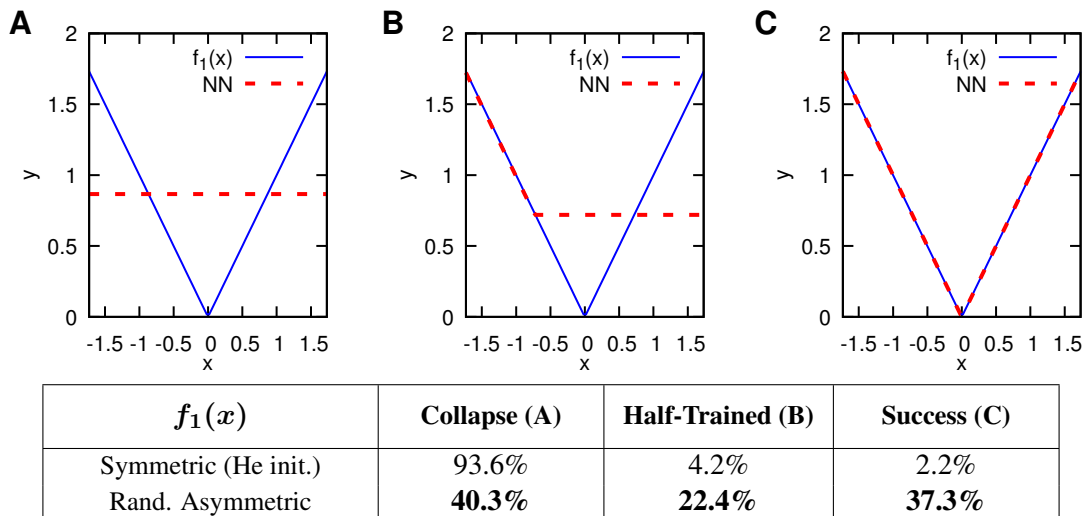 A
B
C
2
1.5
1
0.5
0
y
f₁(x)
NN
-1.5 -1 -0.5 0 0.5 1 1.5
x
2
1.5
1
0.5
0
y
f₁(x)
NN
-1.5 -1 -0.5 0 0.5 1 1.5
x
2
1.5
1
0.5
0
y
f₁(x)
NN
-1.5 -1 -0.5 0 0.5 1 1.5
x
f₁(x) Collapse (A) Half-Trained (B) Success (C)
Symmetric (He init.) 93.6% 4.2% 2.2%
Rand. Asymmetric 40.3% 22.4% 37.3%